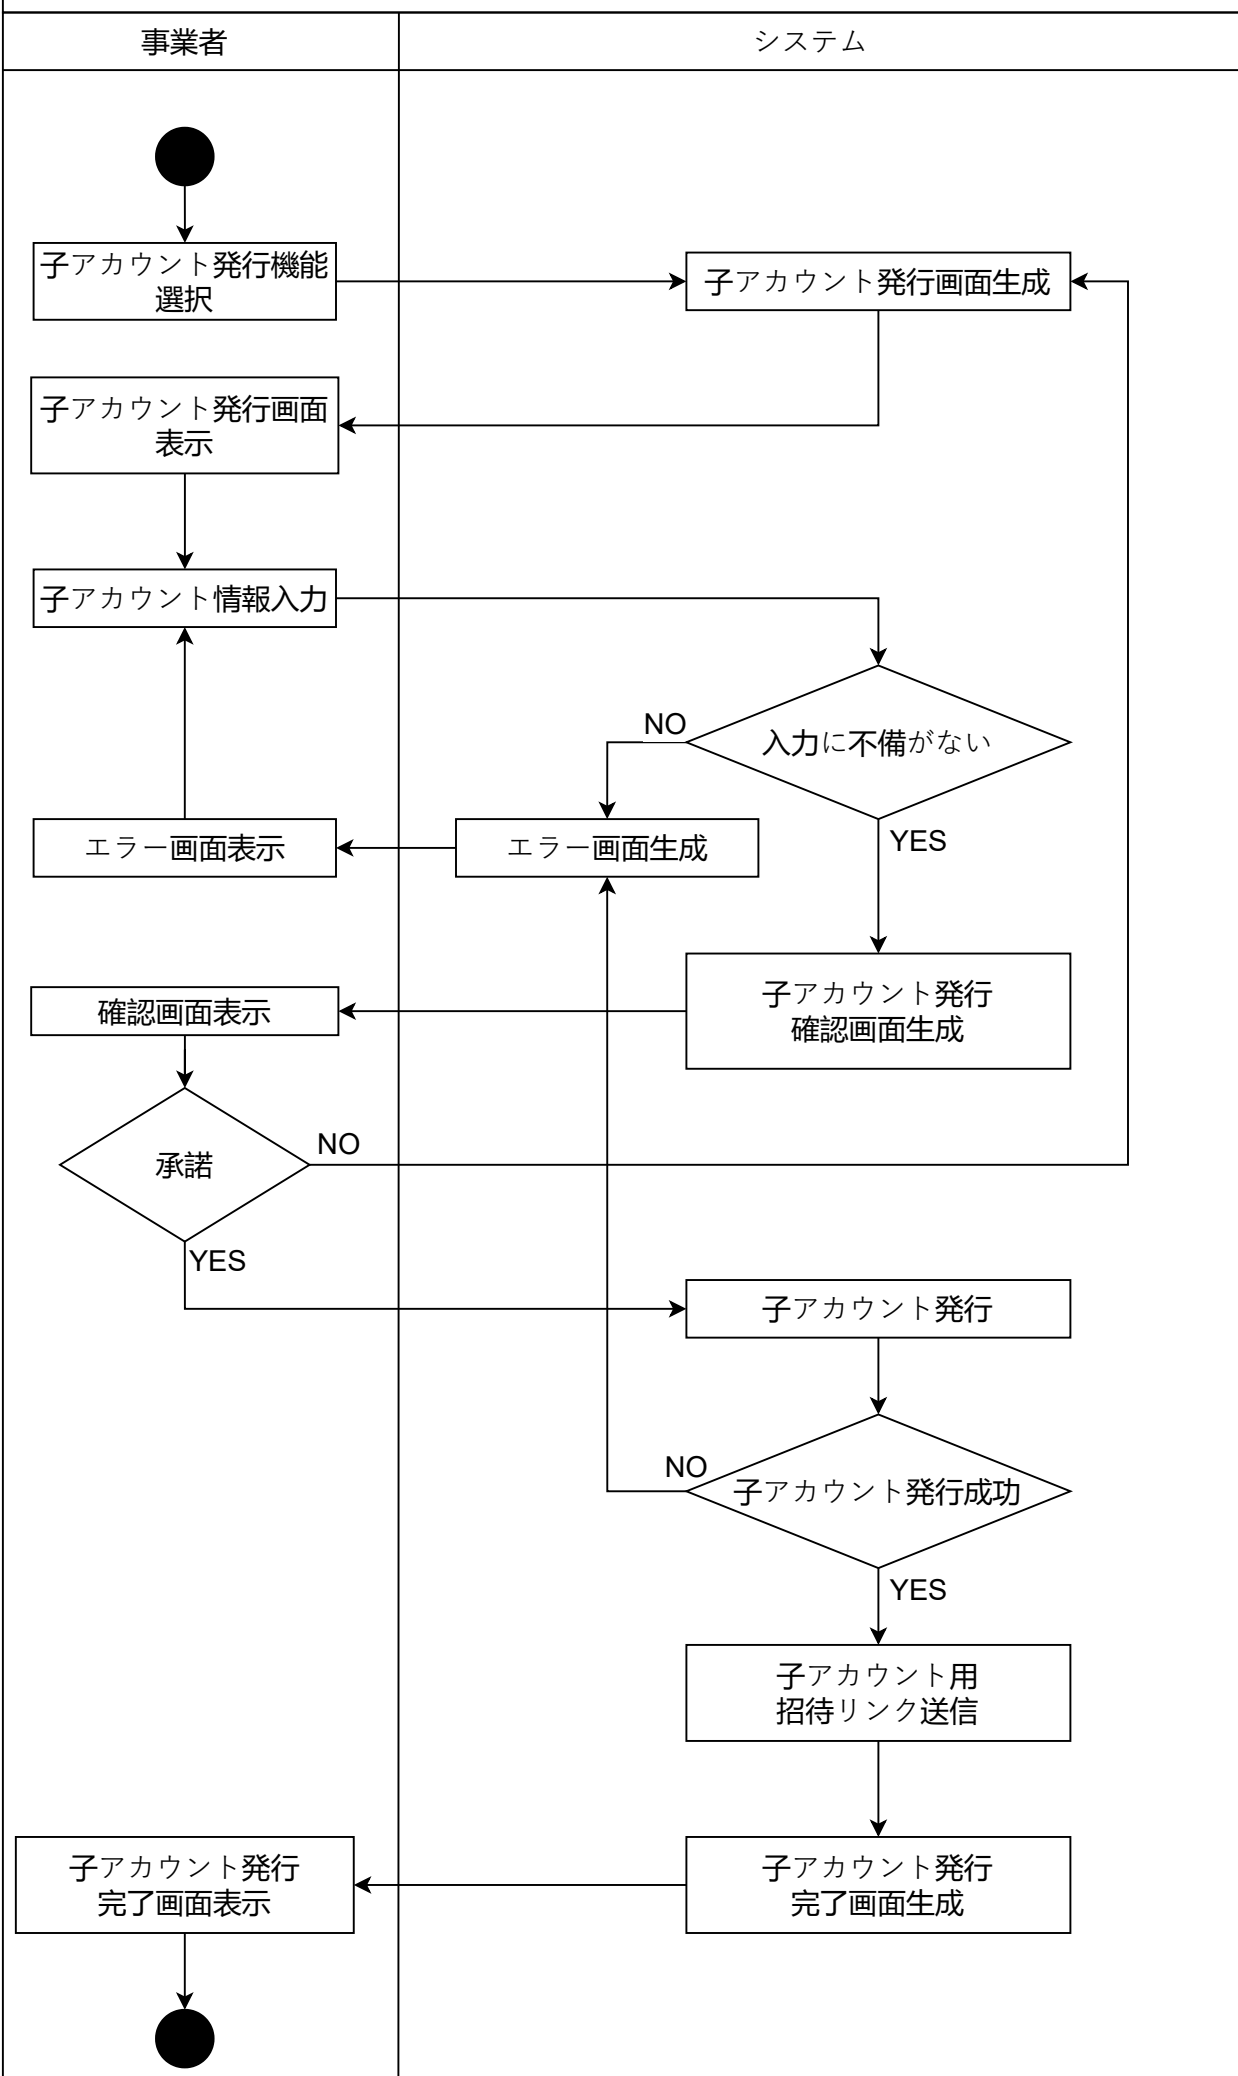 事業者
システム
子アカウント発行機能
選択
子アカウント発行画面生成
子アカウント発行画面
表示
子アカウント情報入力
NO
入力に不備がない
エラー画面表示
エラー画面生成
YES
確認画面表示
子アカウント発行
確認画面生成
承諾
NO
YES
子アカウント発行
NO
子アカウント発行成功
YES
子アカウント用
招待リンク送信
子アカウント発行
完了画面表示
子アカウント発行
完了画面生成